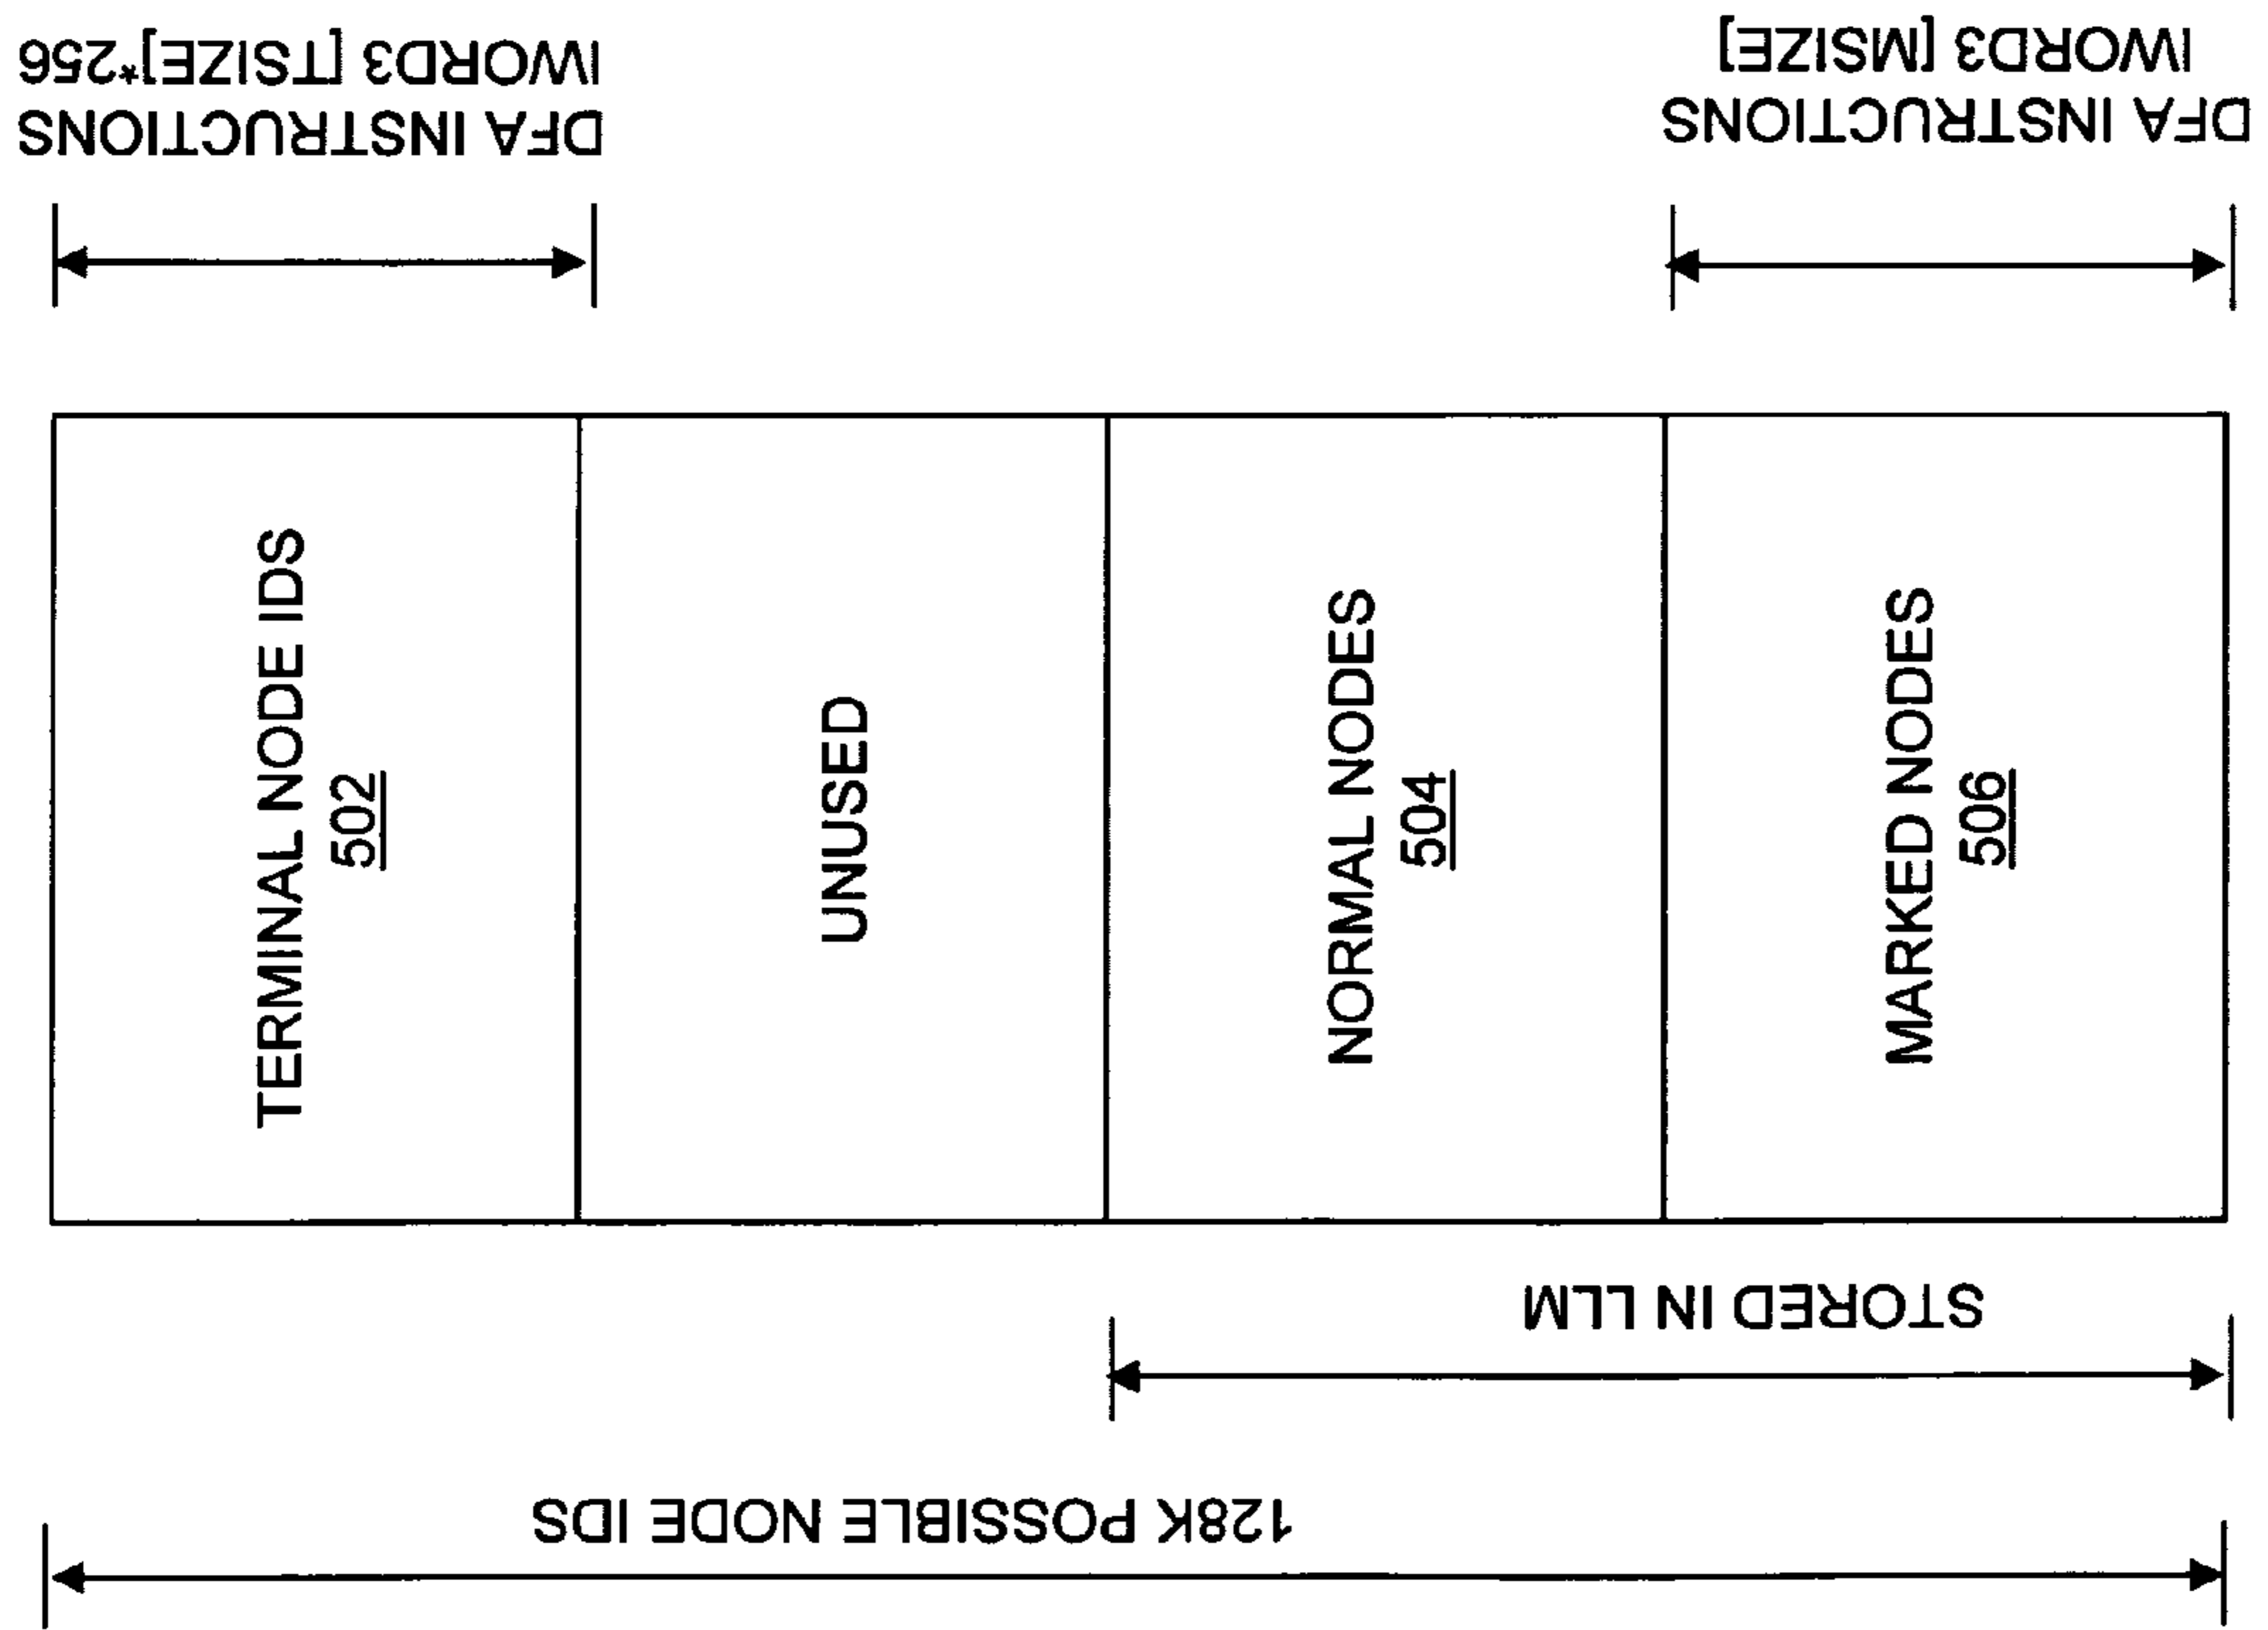 TERMINAL NODE IDS
502
UNUSED
NORMAL NODES
504
MARKED NODES
506
DFA INSTRUCTIONS
IWORD3 [TSIZE]*256
DFA INSTRUCTIONS
IWORD3 [MSIZE]
STORED IN LLM
128K POSSIBLE NODE IDS